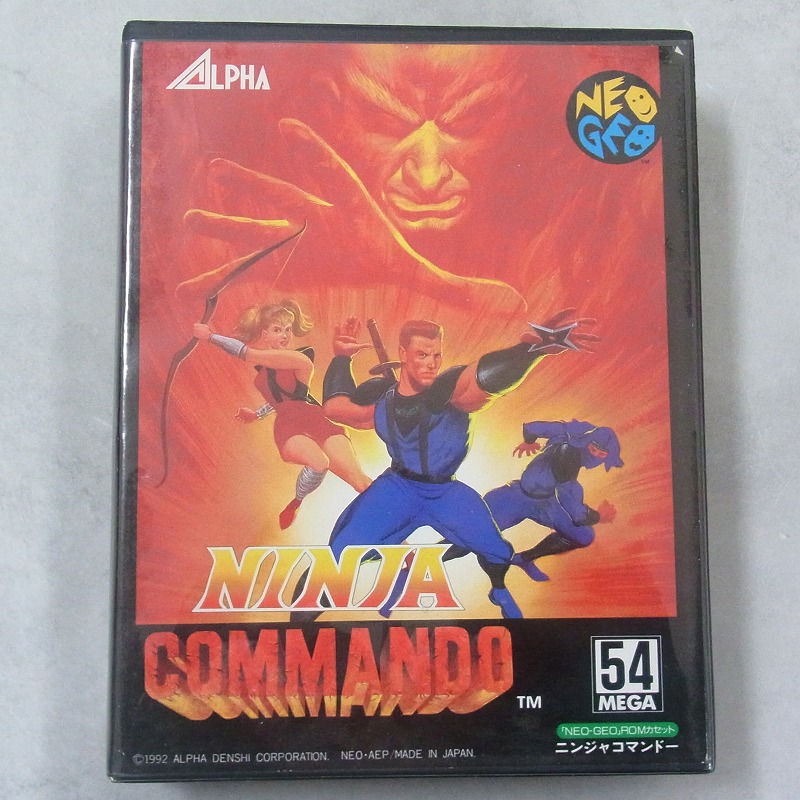 ALPHA
NEO
GEO
TM
NINJA
COMMANDO
TM
54
MEGA
「NEO-GEO」ROMカセット
ニンジャコマンドー
©1992 ALPHA DENSHI CORPORATION. NEO•AEP/MADE IN JAPAN.